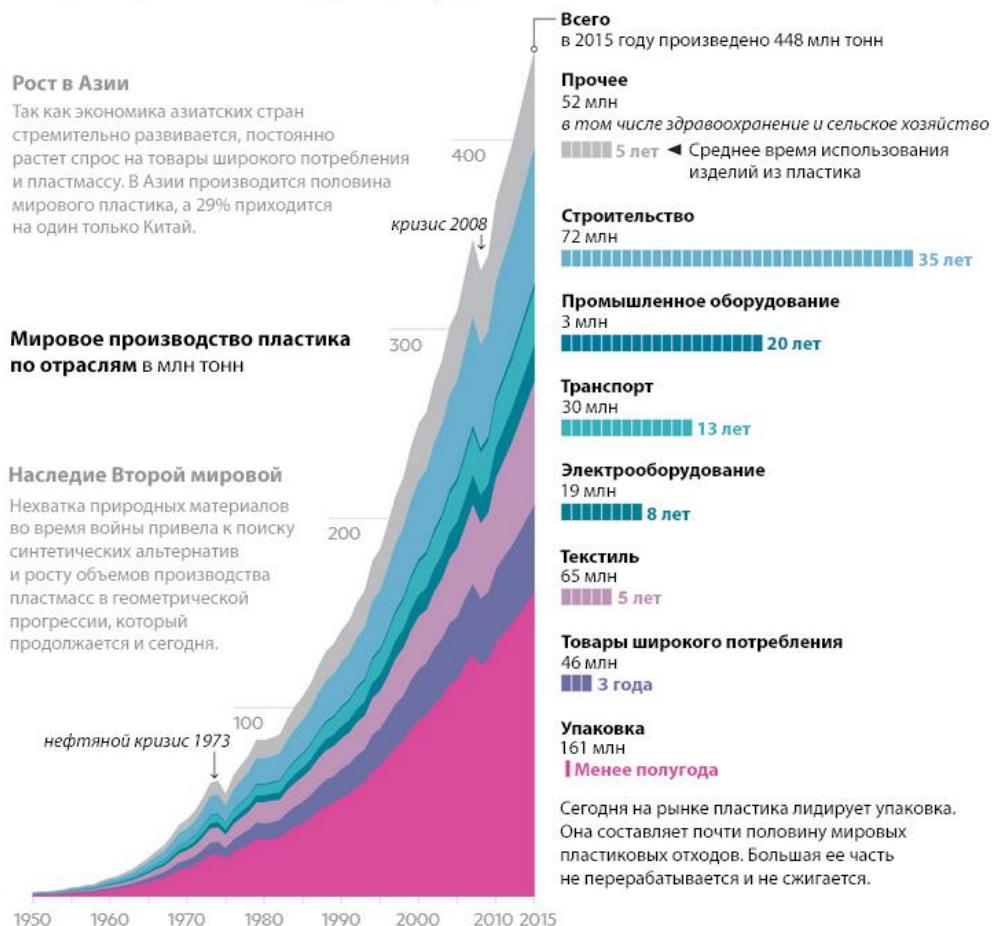 Всего
в 2015 году произведено 448 млн тонн
Рост в Азии
Так как экономика азиатских стран
стремительно развивается, постоянно
растет спрос на товары широкого потребления
и пластмассу. В Азии производится половина
мирового пластика, а 29% приходится
на один только Китай.
Прочее
52 млн
в том числе здравоохранение и сельское хозяйство
5 лет ◄ Среднее время использования
изделий из пластика
400
кризис 2008
Строительство
72 млн
35 лет
Мировое производство пластика
по отраслям в млн тонн
300
Промышленное оборудование
3 млн
20 лет
Транспорт
30 млн
13 лет
Наследие Второй мировой
Нехватка природных материалов
во время войны привела к поиску
синтетических альтернатив
и росту объемов производства
пластмасс в геометрической
прогрессии, который
продолжается и сегодня.
200
Электрооборудование
19 млн
8 лет
Текстиль
65 млн
5 лет
Товары широкого потребления
46 млн
3 года
100
нефтяной кризис 1973
Упаковка
161 млн
Менее полугода
Сегодня на рынке пластика лидирует упаковка.
Она составляет почти половину мировых
пластиковых отходов. Большая ее часть
не перерабатывается и не сжигается.
1950 1960 1970 1980 1990 2000 2010 2015